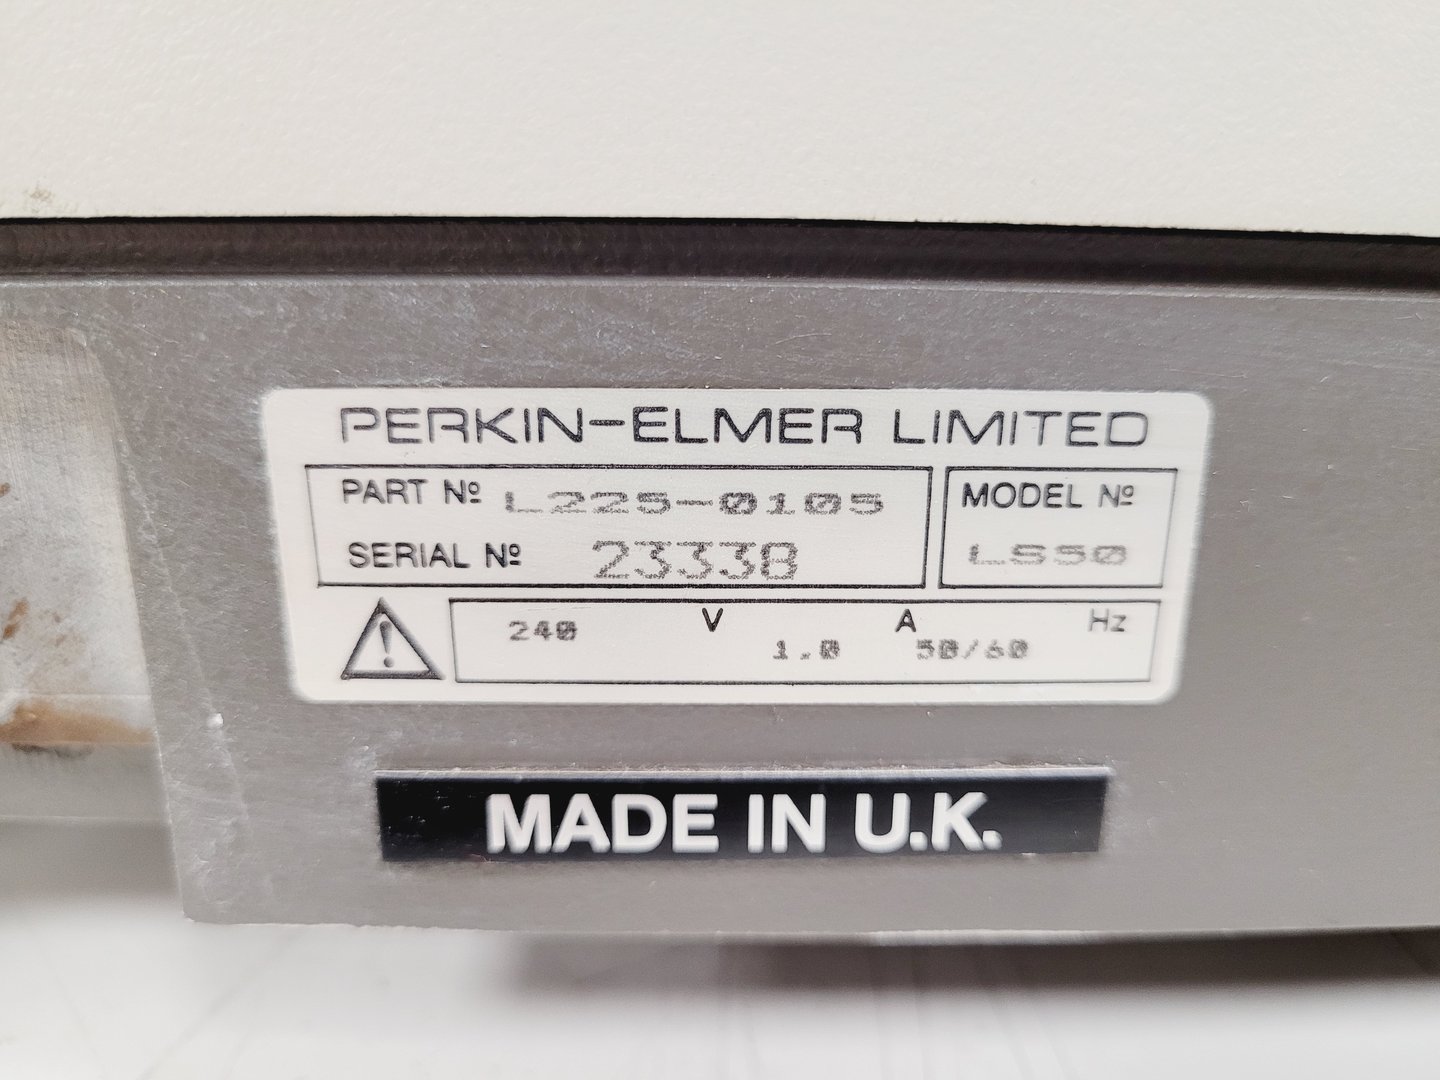 PERKIN-ELMER LIMITED
PART Nº L225-0105
MODEL Nº
SERIAL Nº 23338
LS50
240 V 1.0 A 50/60 Hz
MADE IN U.K.